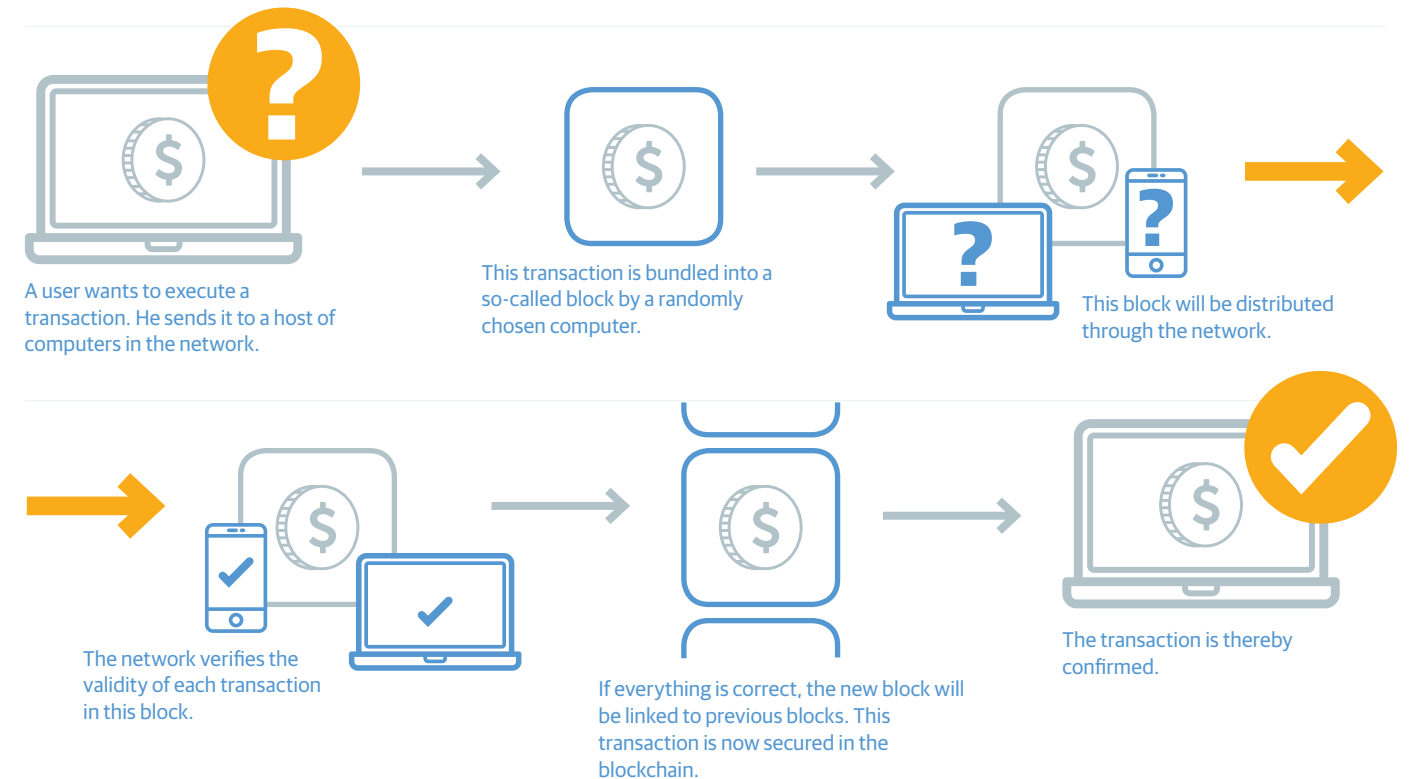 A user wants to execute a
transaction. He sends it to a host of
computers in the network.
This transaction is bundled into a
so-called block by a randomly
chosen computer.
This block will be distributed
through the network.
The network verifies the
validity of each transaction
in this block.
If everything is correct, the new block will
be linked to previous blocks. This
transaction is now secured in the
blockchain.
The transaction is thereby
confirmed.